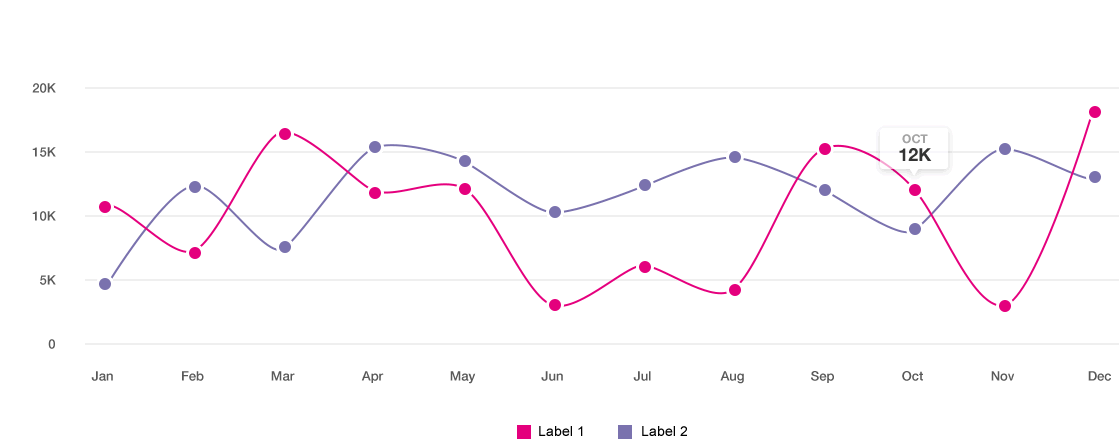 20K
15K
10K
5K
0
OCT
12K
Jan Feb Mar Apr May Jun Jul Aug Sep Oct Nov Dec
Label 1 Label 2